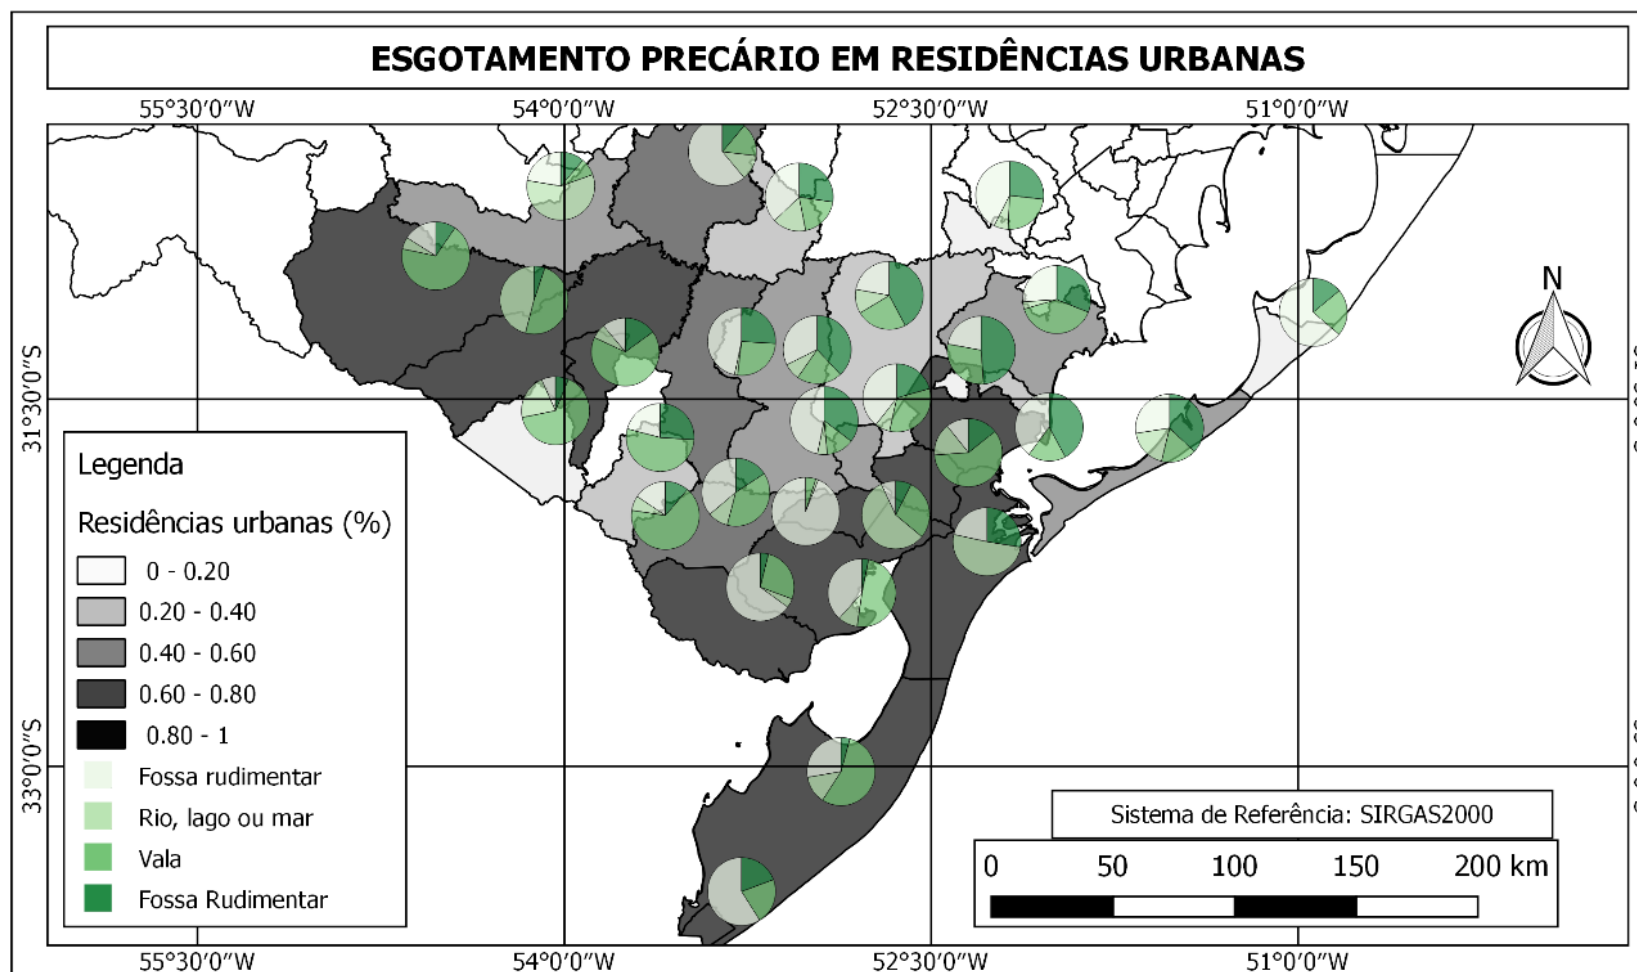 ESGOTAMENTO PRECÁRIO EM RESIDÊNCIAS URBANAS
55°30′0″W 54°0′0″W 52°30′0″W 51°0′0″W
N
31°30′0″S
Legenda
Residências urbanas (%)
0 - 0.20
0.20 - 0.40
0.40 - 0.60
0.60 - 0.80
0.80 - 1
Fossa rudimentar
Rio, lago ou mar
Vala
Fossa Rudimentar
33°0′0″S
Sistema de Referência: SIRGAS2000
0 50 100 150 200 km
55°30′0″W 54°0′0″W 52°30′0″W 51°0′0″W